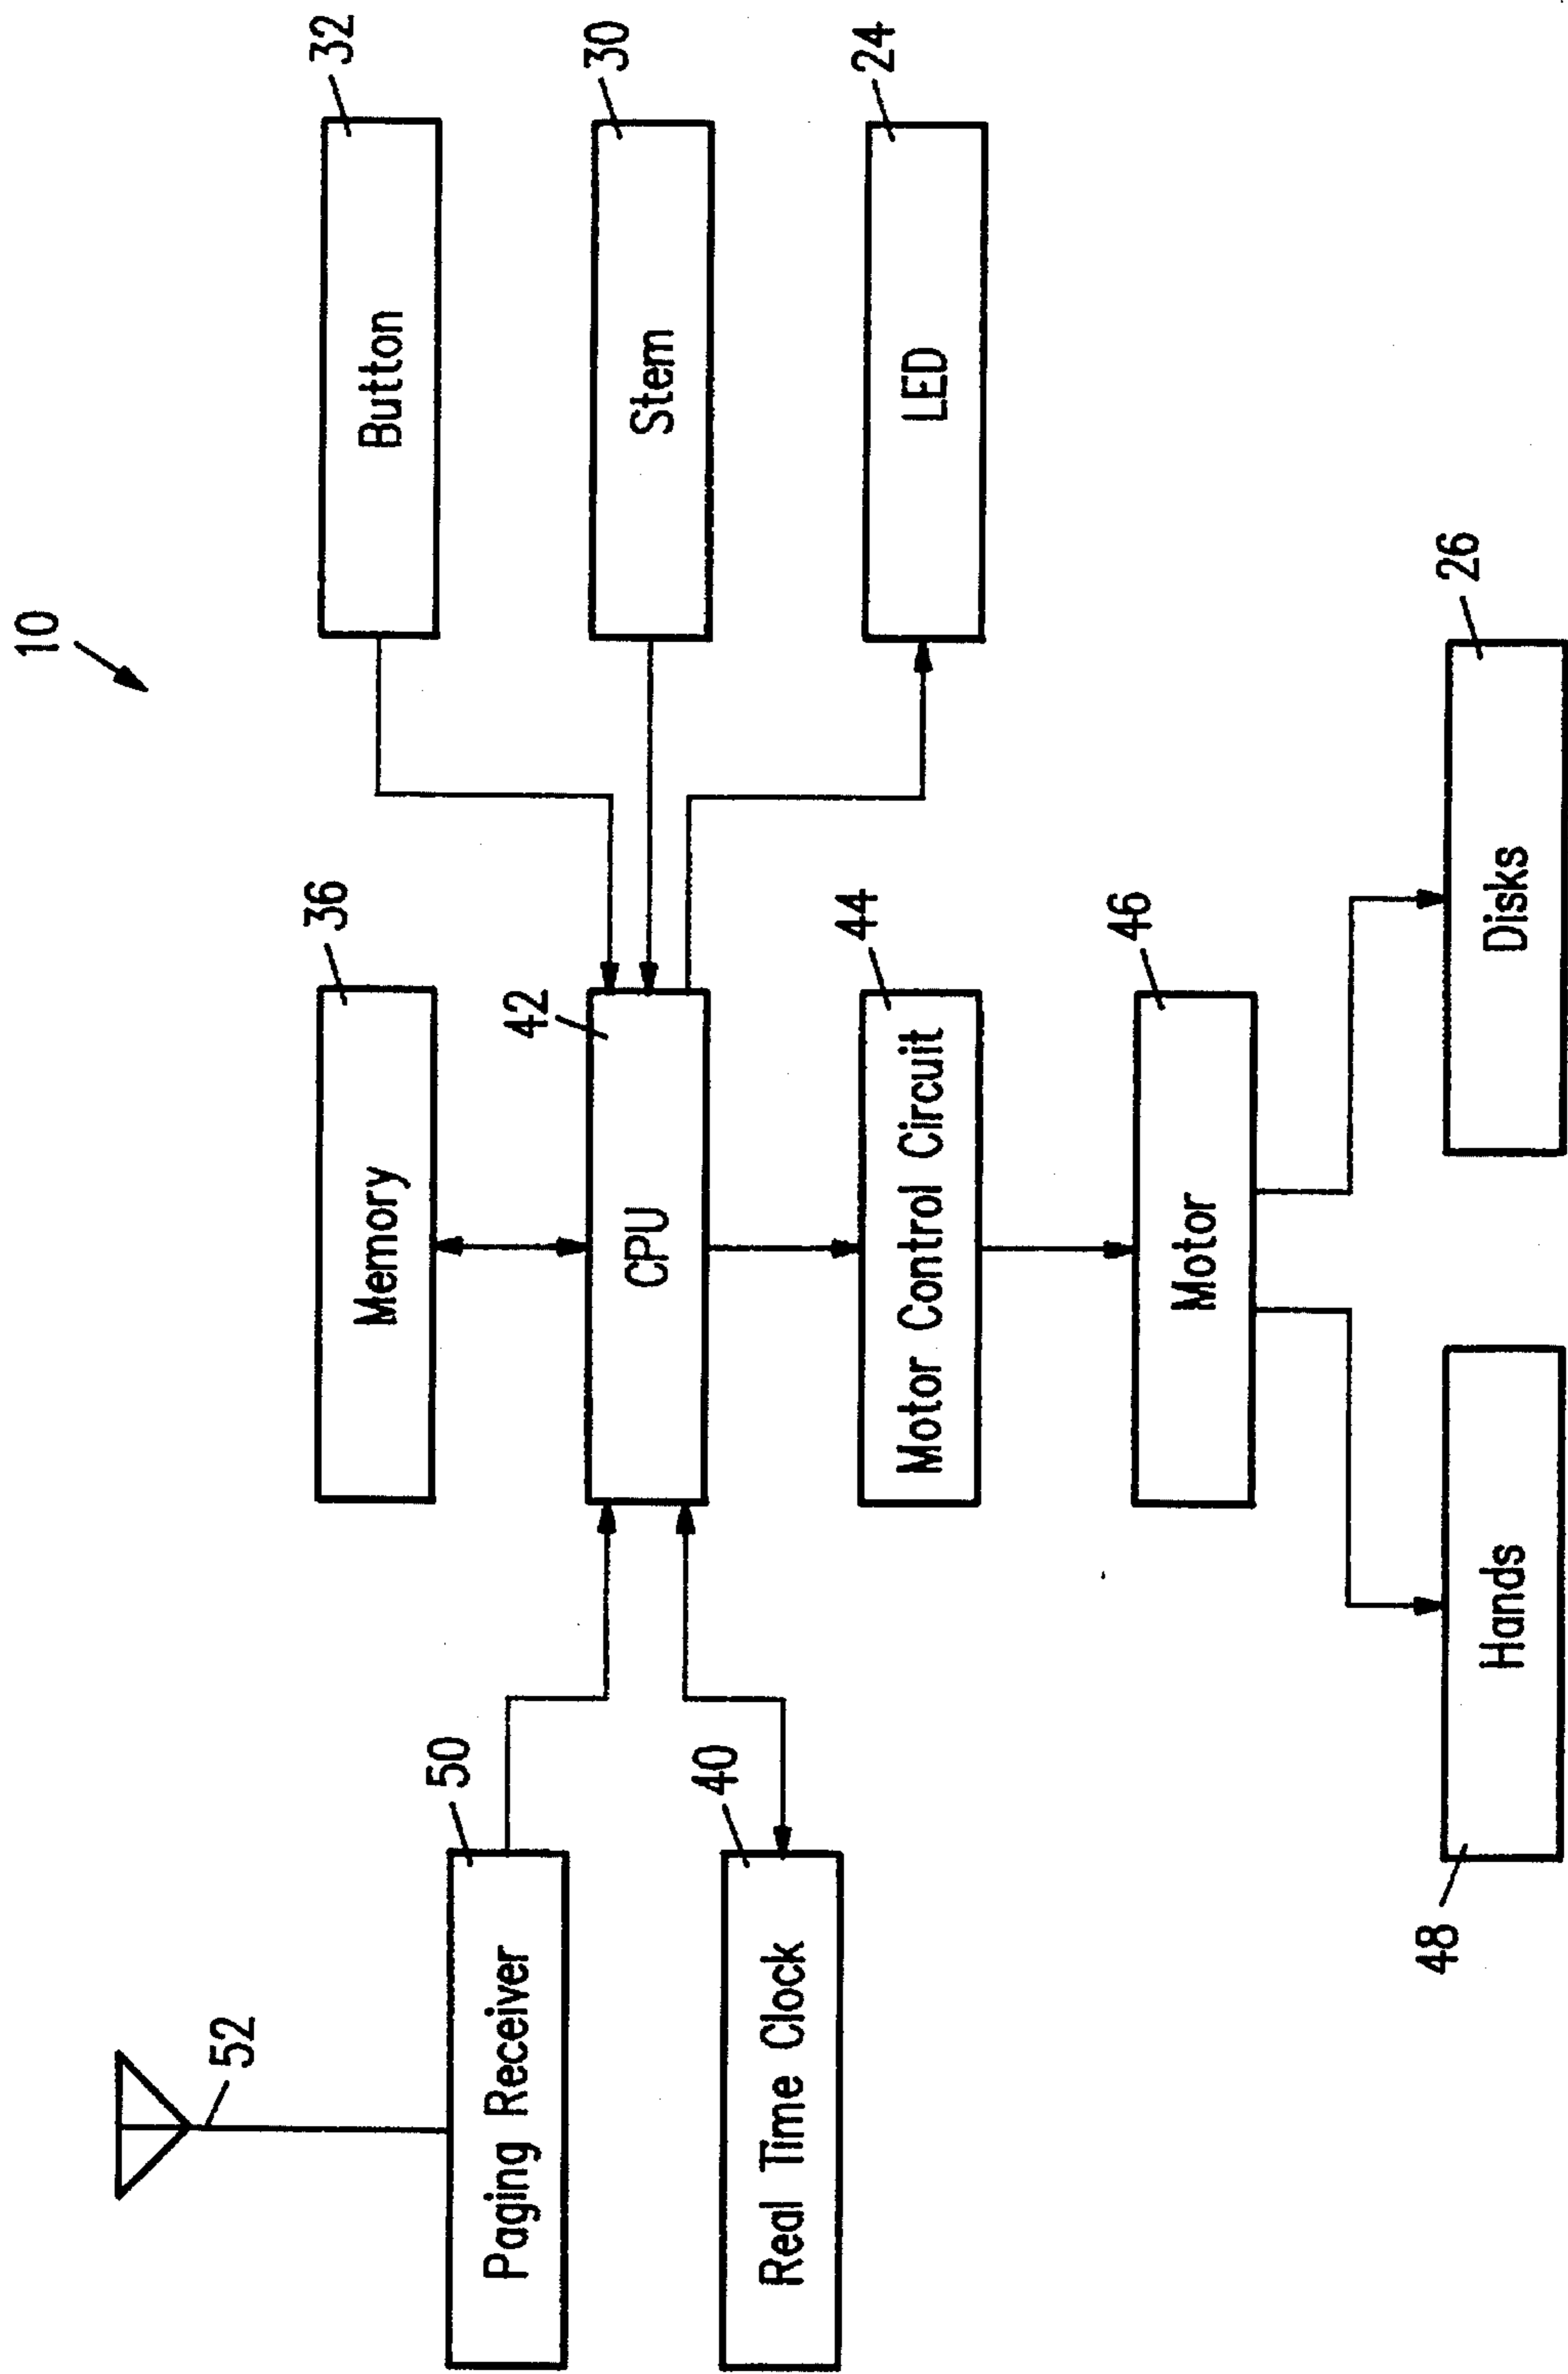 10
52
50
Paging Receiver
40
Real Time Clock
36
Memory
42
CPU
44
Motor Control Circuit
46
Motor
32
Button
30
Stem
24
LED
48
Hands
26
Disks